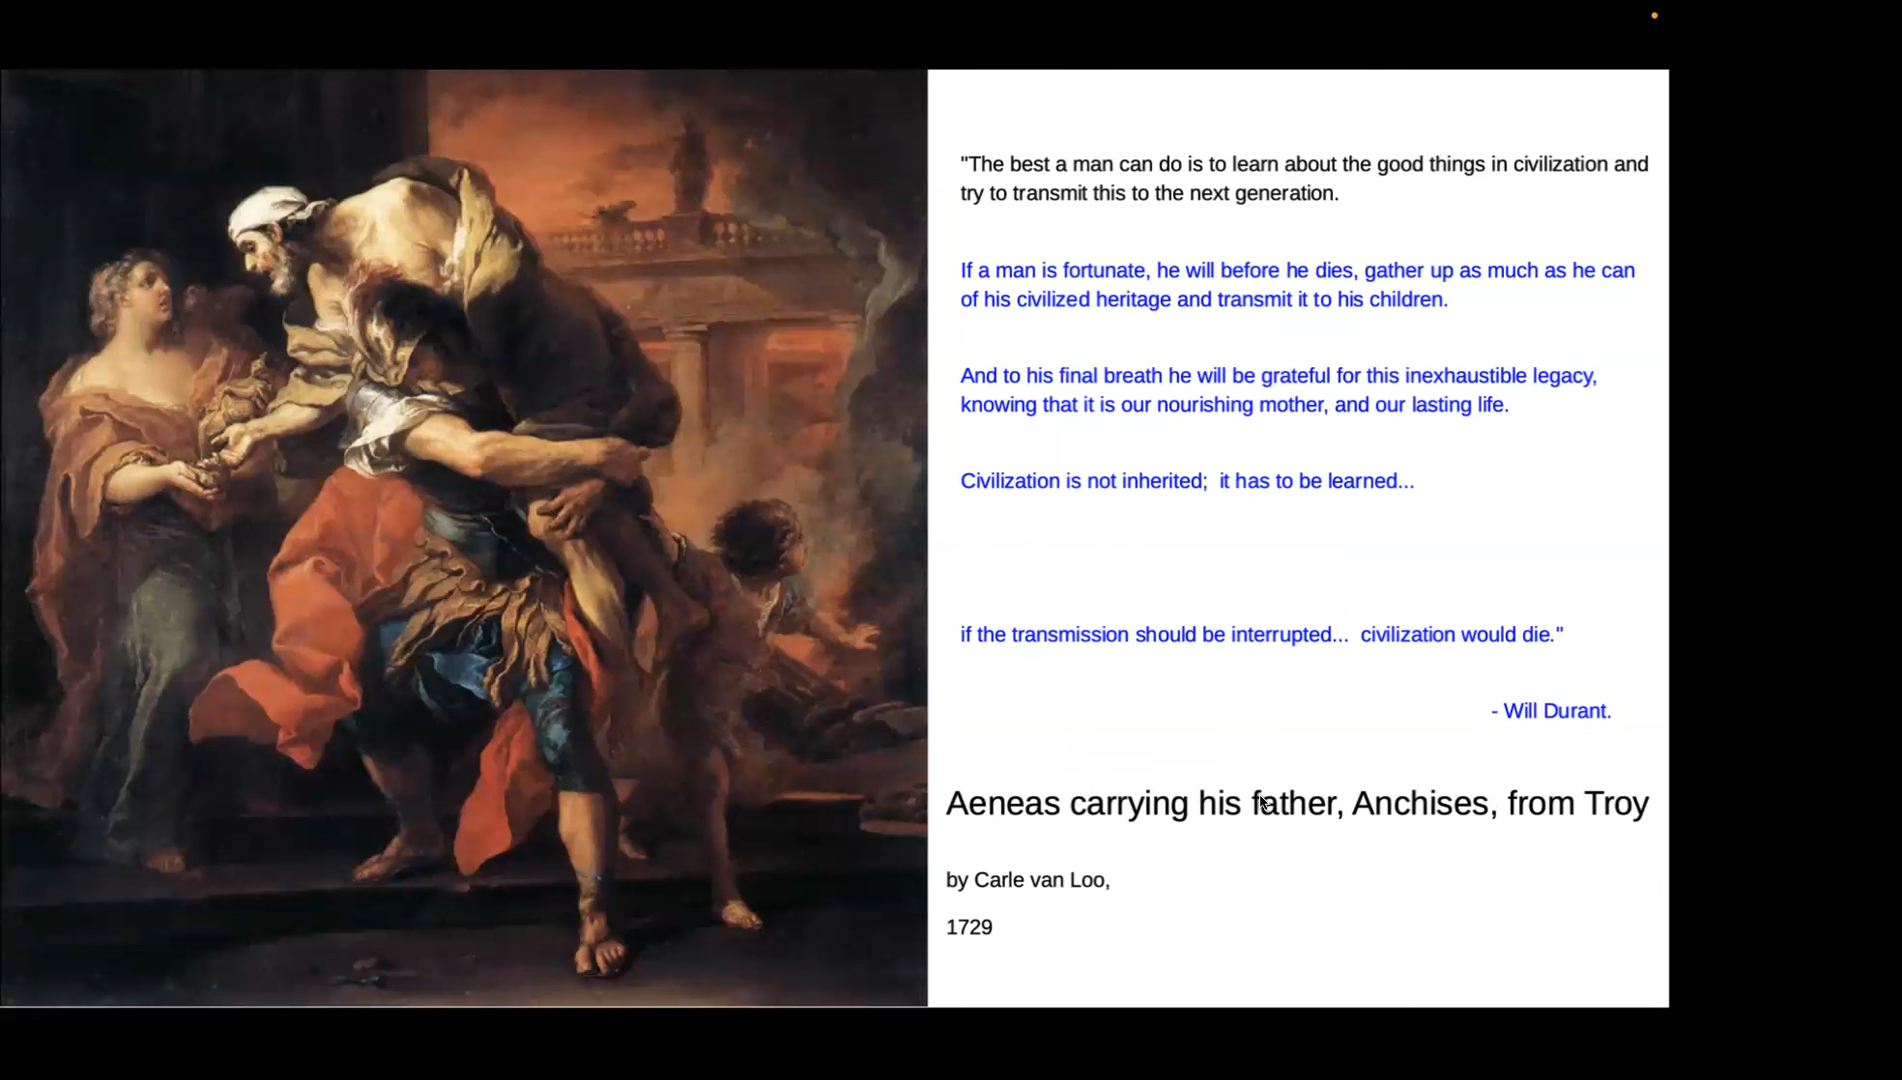 "The best a man can do is to learn about the good things in civilization and
try to transmit this to the next generation.
If a man is fortunate, he will before he dies, gather up as much as he can
of his civilized heritage and transmit it to his children.
And to his final breath he will be grateful for this inexhaustible legacy,
knowing that it is our nourishing mother, and our lasting life.
Civilization is not inherited;  it has to be learned...
if the transmission should be interrupted...  civilization would die."
- Will Durant.
Aeneas carrying his father, Anchises, from Troy
by Carle van Loo,
1729